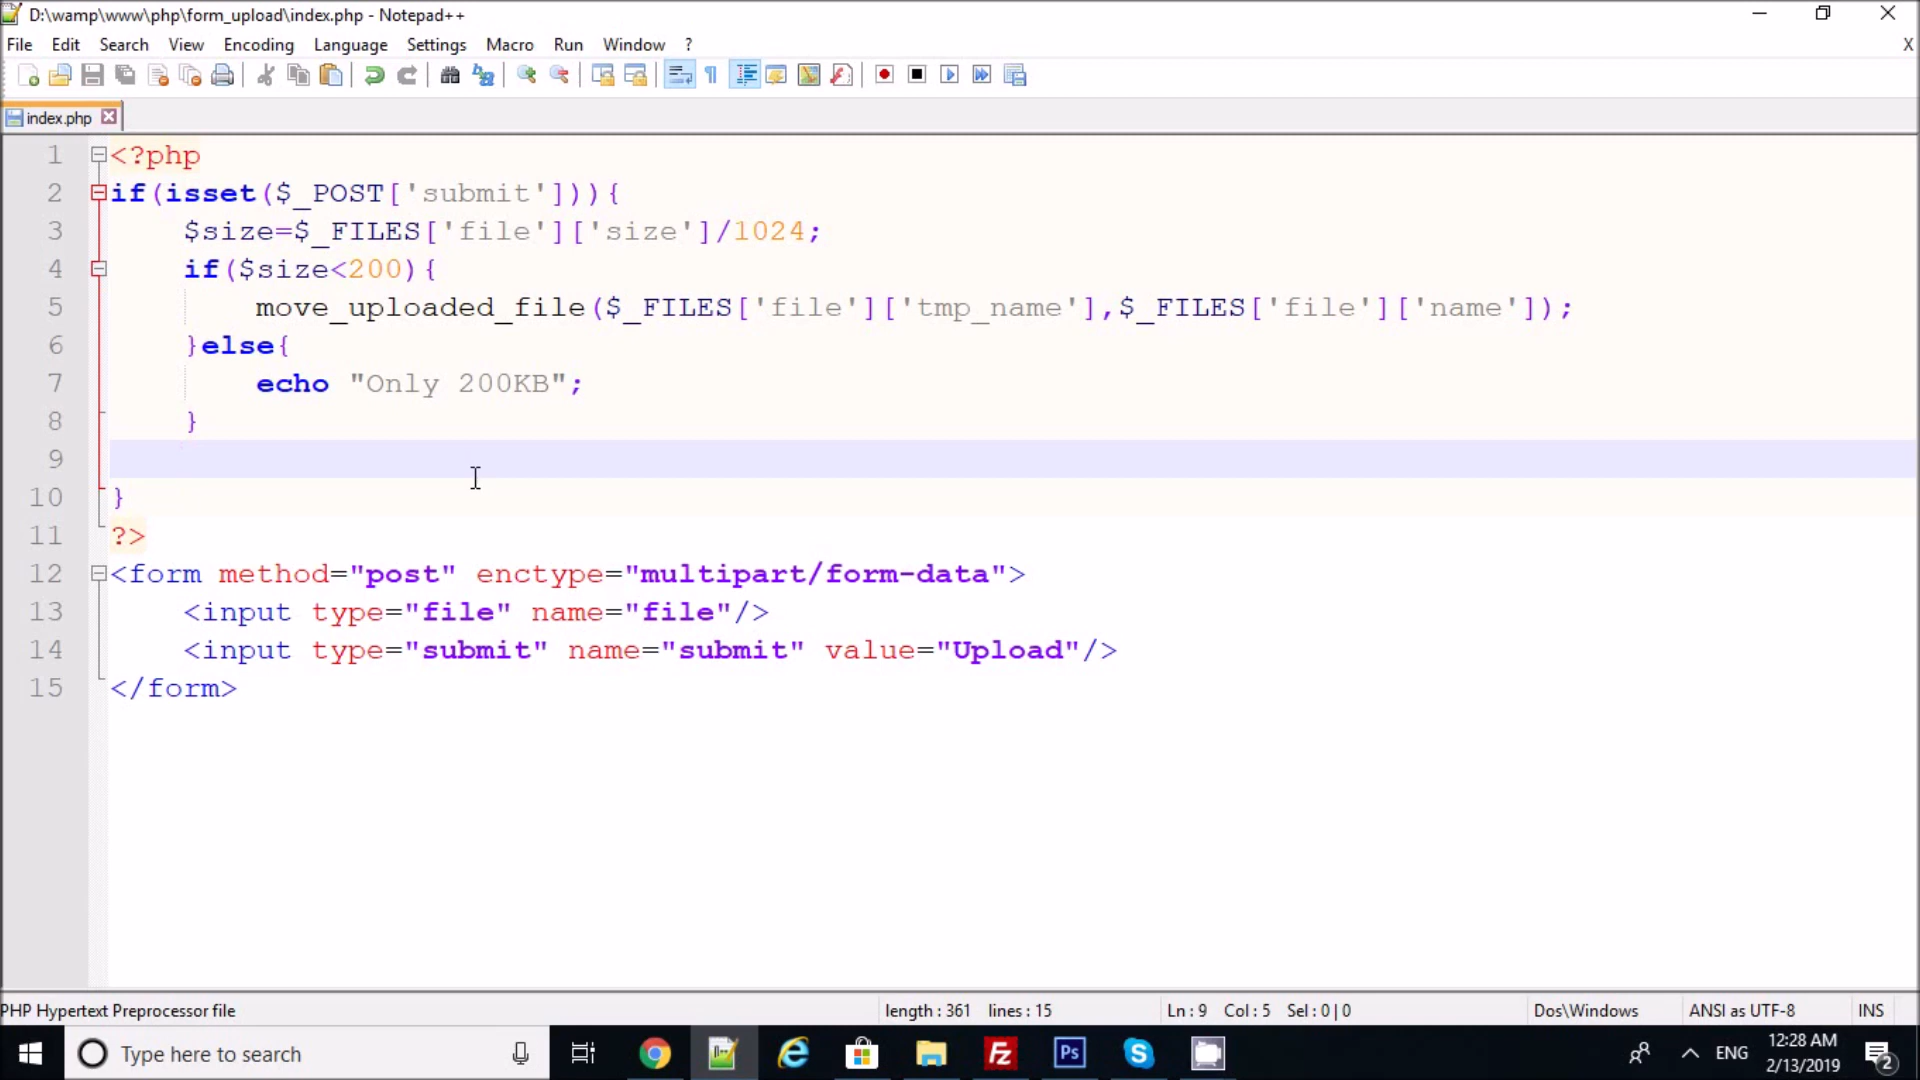 D:\wamp\www\php\form_upload\index.php - Notepad++
File Edit Search View Encoding Language Settings Macro Run Window ?
X
index.php
1 <?php
2 if(isset($_POST['submit'])){
3 $size=$_FILES['file']['size']/1024;
4 if($size<200){
5 move_uploaded_file($_FILES['file']['tmp_name'],$_FILES['file']['name']);
6 }else{
7 echo "Only 200KB";
8 }
9
10 }
11 ?>
12 <form method="post" enctype="multipart/form-data">
13 <input type="file" name="file"/>
14 <input type="submit" name="submit" value="Upload"/>
15 </form>
PHP Hypertext Preprocessor file length : 361 lines : 15 Ln : 9 Col : 5 Sel : 0 | 0 Dos\Windows ANSI as UTF-8 INS
Type here to search Fz Ps S ENG 12:28 AM
2/13/2019 2